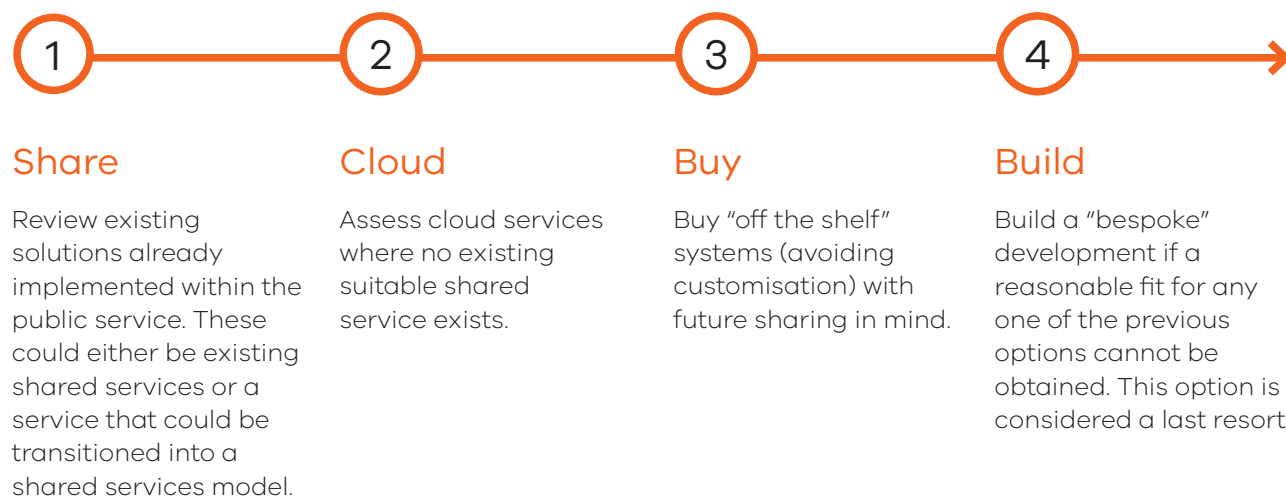 1
2
3
4
Share
Review existing
solutions already
implemented within the
public service. These
could either be existing
shared services or a
service that could be
transitioned into a
shared services model.
Cloud
Assess cloud services
where no existing
suitable shared
service exists.
Buy
Buy “off the shelf”
systems (avoiding
customisation) with
future sharing in mind.
Build
Build a “bespoke”
development if a
reasonable fit for any
one of the previous
options cannot be
obtained. This option is
considered a last resort